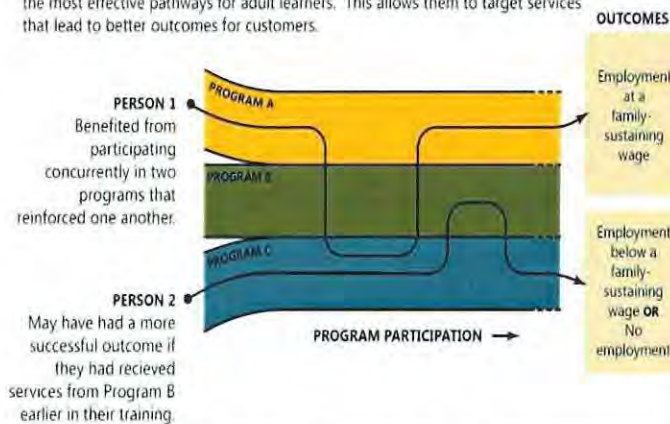 the most effective pathways for adult learners. This allows them to target services
that lead to better outcomes for customers.
OUTCOMES
PERSON 1
Benefited from
participating
concurrently in two
programs that
reinforced one another.
PROGRAM A
PROGRAM B
PROGRAM C
Employment
at a
family-
sustaining
wage
PERSON 2
May have had a more
successful outcome if
they had recieved
services from Program B
earlier in their training.
PROGRAM PARTICIPATION →
Employment
below a
family-
sustaining
wage OR
No
employment